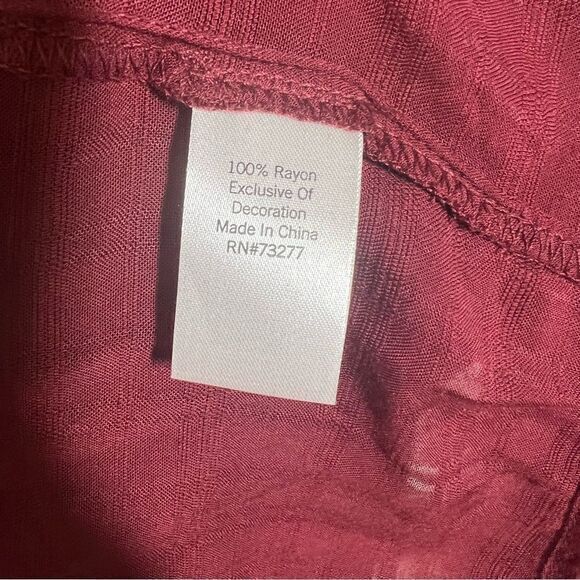 100% Rayon
Exclusive Of
Decoration
Made In China
RN#73277